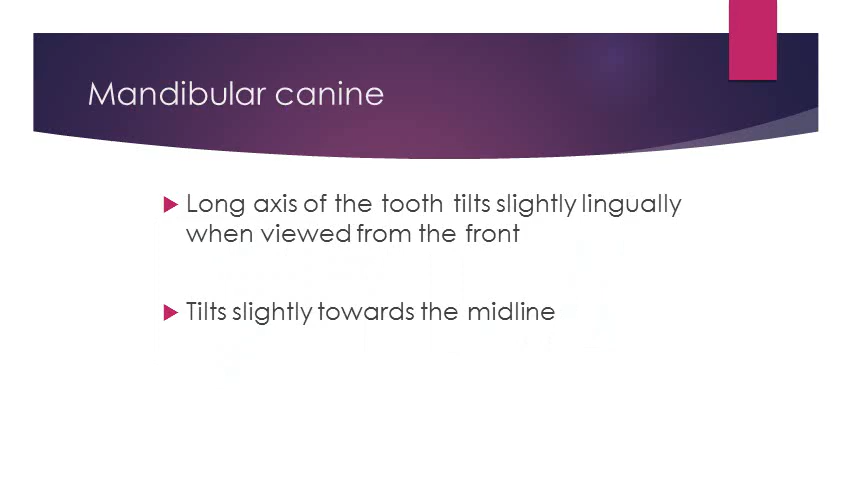 Mandibular canine
Long axis of the tooth tilts slightly lingually
when viewed from the front
Tilts slightly towards the midline